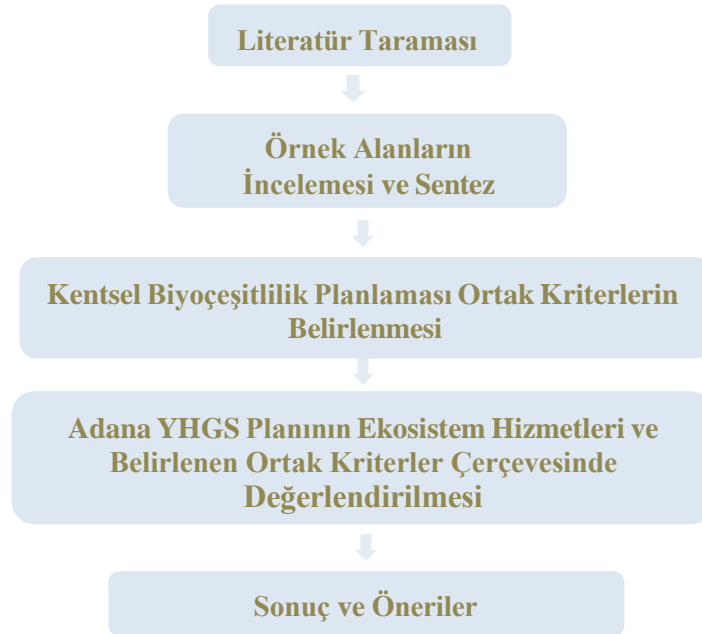 Literatür Taraması
Örnek Alanların
İncelemesi ve Sentez
Kentsel Biyoçeşitlilik Planlaması Ortak Kriterlerin
Belirlenmesi
Adana YHGS Planının Ekosistem Hizmetleri ve
Belirlenen Ortak Kriterler Çerçevesinde
Değerlendirilmesi
Sonuç ve Öneriler